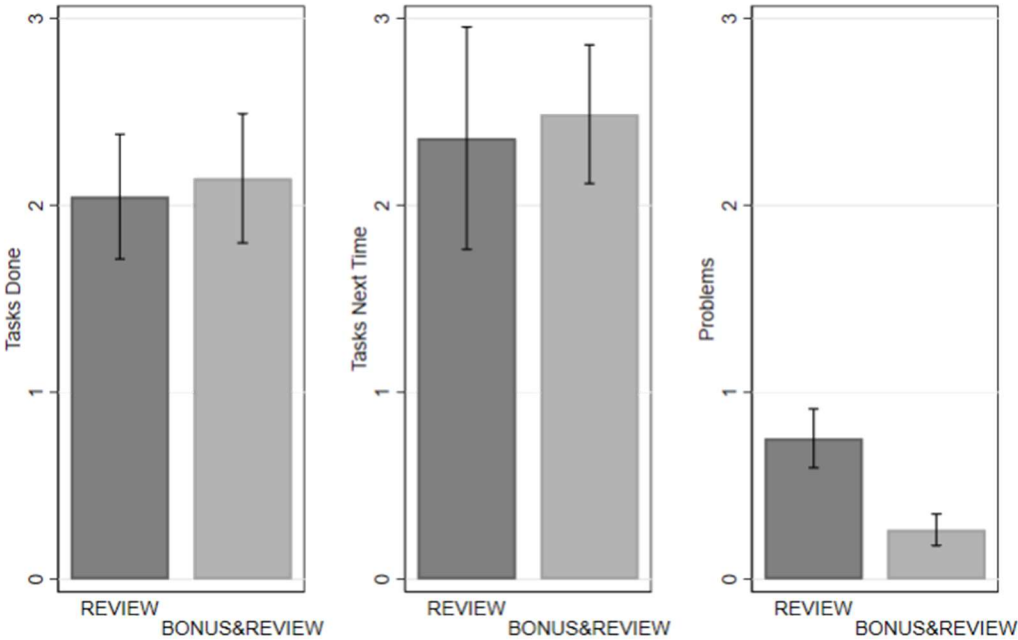 Tasks Done
3
2
1
0
REVIEW
BONUS&REVIEW
Tasks Next Time
3
2
1
0
REVIEW
BONUS&REVIEW
Problems
3
2
1
0
REVIEW
BONUS&REVIEW